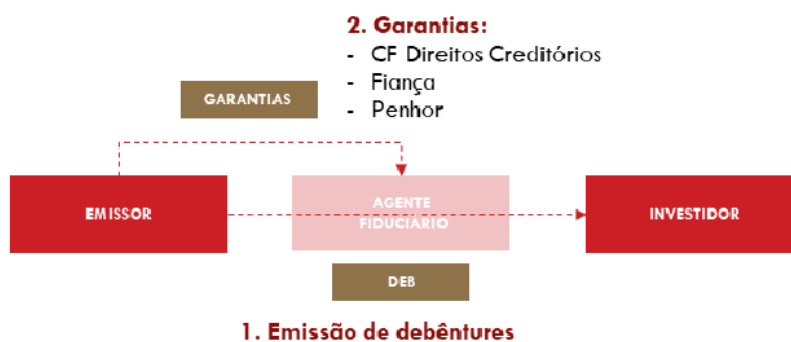 2. Garantias:
- CF Direitos Creditórios
- Fiança
- Penhor
GARANTIAS
EMISSOR
AGENTE
FIDUCIÁRIO
INVESTIDOR
DEB
1. Emissão de debêntures